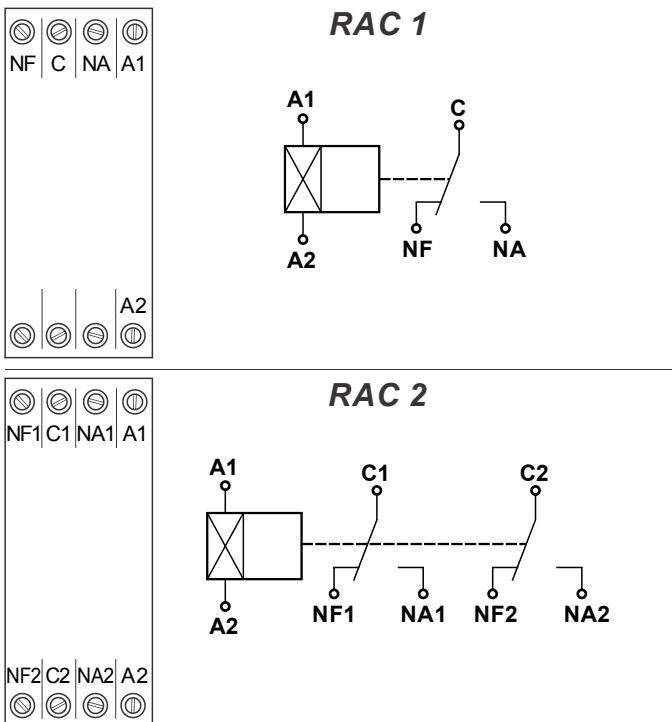 RAC 1
NF C NA A1
A1
C
NF NA
A2
A2
RAC 2
NF1 C1 NA1 A1
A1 C1 C2
NF1 NA1 NF2 NA2
A2
NF2 C2 NA2 A2